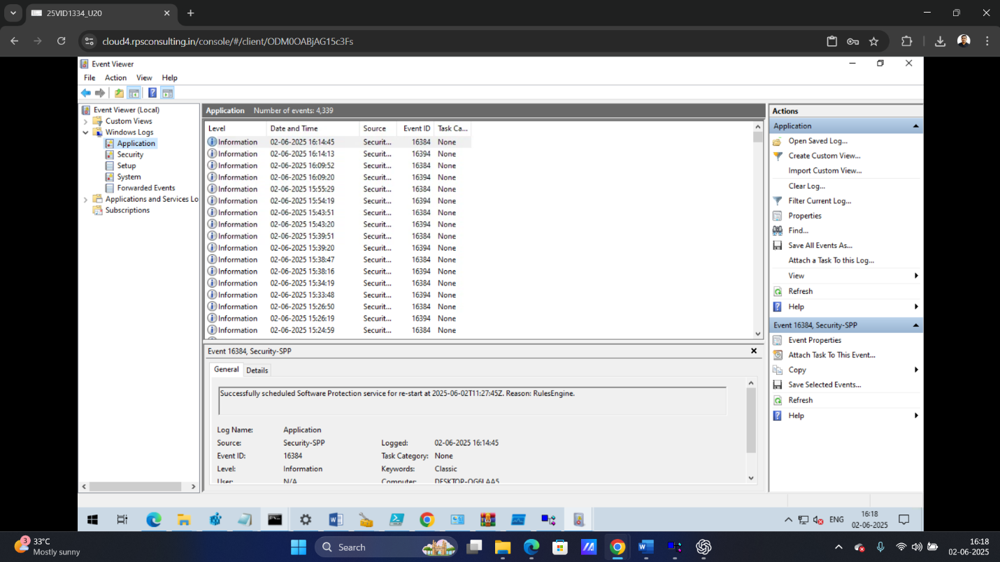 25VID1334_U20
cloud4.rpsconsulting.in/console/#/client/ODM0OABjAG15c3Fs
Event Viewer
File Action View Help
Event Viewer (Local)
Custom Views
Windows Logs
Application
Security
Setup
System
Forwarded Events
Applications and Services Lo
Subscriptions
Application Number of events: 4,339
Level Date and Time Source Event ID Task Ca...
Information 02-06-2025 16:14:45 Securit... 16384 None
Information 02-06-2025 16:14:13 Securit... 16394 None
Information 02-06-2025 16:09:52 Securit... 16384 None
Information 02-06-2025 16:09:20 Securit... 16394 None
Information 02-06-2025 15:55:29 Securit... 16384 None
Information 02-06-2025 15:54:19 Securit... 16394 None
Information 02-06-2025 15:43:51 Securit... 16384 None
Information 02-06-2025 15:43:20 Securit... 16394 None
Information 02-06-2025 15:39:51 Securit... 16384 None
Information 02-06-2025 15:39:20 Securit... 16394 None
Information 02-06-2025 15:38:47 Securit... 16384 None
Information 02-06-2025 15:38:16 Securit... 16394 None
Information 02-06-2025 15:34:19 Securit... 16384 None
Information 02-06-2025 15:33:48 Securit... 16394 None
Information 02-06-2025 15:26:50 Securit... 16384 None
Information 02-06-2025 15:26:19 Securit... 16394 None
Information 02-06-2025 15:24:59 Securit... 16384 None
Event 16384, Security-SPP
General Details
Successfully scheduled Software Protection service for re-start at 2025-06-02T11:27:45Z. Reason: RulesEngine.
Log Name: Application
Source: Security-SPP Logged: 02-06-2025 16:14:45
Event ID: 16384 Task Category: None
Level: Information Keywords: Classic
User: N/A Computer: DESKTOP-OG6LAA5
Actions
Application
Open Saved Log...
Create Custom View...
Import Custom View...
Clear Log...
Filter Current Log...
Properties
Find...
Save All Events As...
Attach a Task To this Log...
View
Refresh
Help
Event 16384, Security-SPP
Event Properties
Attach Task To This Event...
Copy
Save Selected Events...
Refresh
Help
ENG
16:18
02-06-2025
3
33°C
Mostly sunny
Search
16:18
02-06-2025